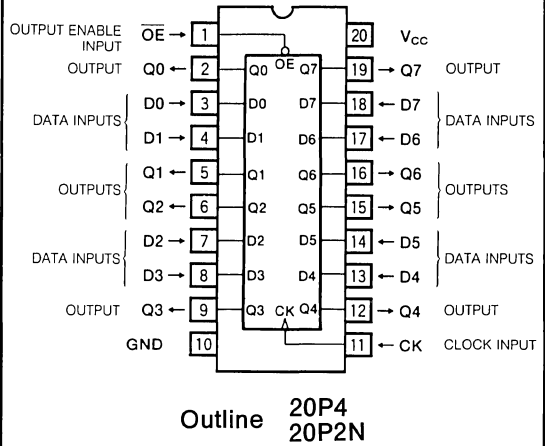 OUTPUT ENABLE INPUT OE → 1 20 VCC
OUTPUT Q0 ← 2 Q0 OE Q7 19 → Q7 OUTPUT
DATA INPUTS D0 → 3 D0 D7 18 ← D7 DATA INPUTS
D1 → 4 D1 D6 17 ← D6
OUTPUTS Q1 ← 5 Q1 Q6 16 → Q6 OUTPUTS
Q2 ← 6 Q2 Q5 15 → Q5
DATA INPUTS D2 → 7 D2 D5 14 ← D5 DATA INPUTS
D3 → 8 D3 D4 13 ← D4
OUTPUT Q3 ← 9 Q3 CK Q4 12 → Q4 OUTPUT
GND 10 11 ← CK CLOCK INPUT
Outline 20P4
20P2N